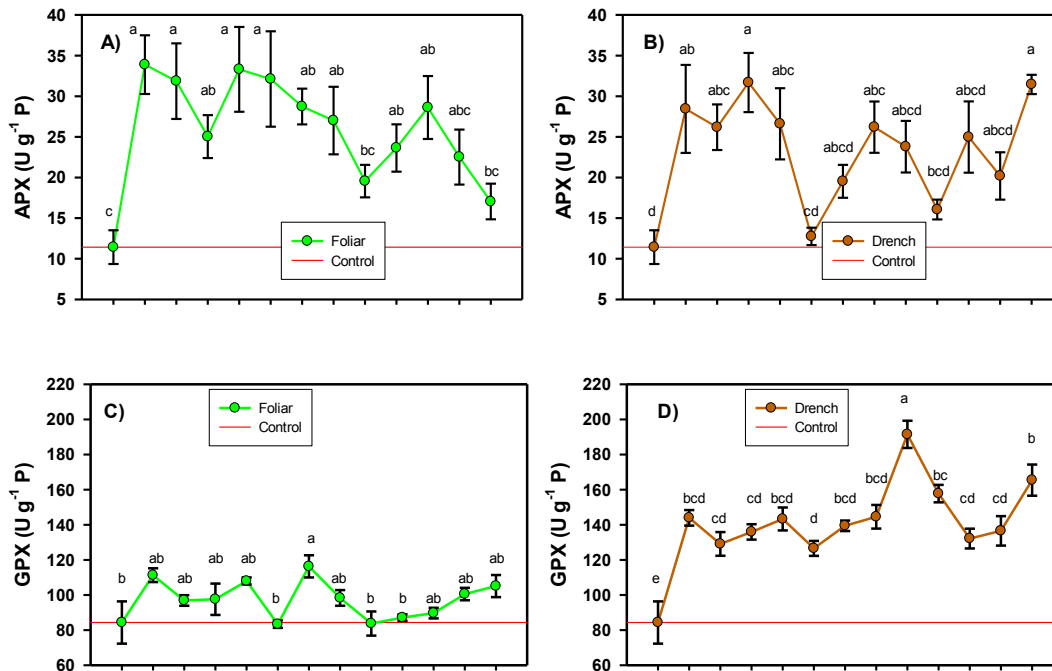 A)
APX (U g-1 P)
40
35
30
25
20
15
10
5
c
a
a
ab
a
a
ab
ab
bc
ab
ab
abc
bc
Foliar
Control
B)
APX (U g-1 P)
40
35
30
25
20
15
10
5
d
ab
abc
a
abc
cd
abcd
abc
abcd
bcd
abcd
abcd
a
Drench
Control
C)
GPX (U g-1 P)
220
200
180
160
140
120
100
80
60
b
ab
ab
ab
ab
b
a
ab
b
b
ab
ab
ab
Foliar
Control
D)
GPX (U g-1 P)
220
200
180
160
140
120
100
80
60
e
bcd
cd
cd
bcd
d
bcd
bcd
a
bc
cd
cd
b
Drench
Control